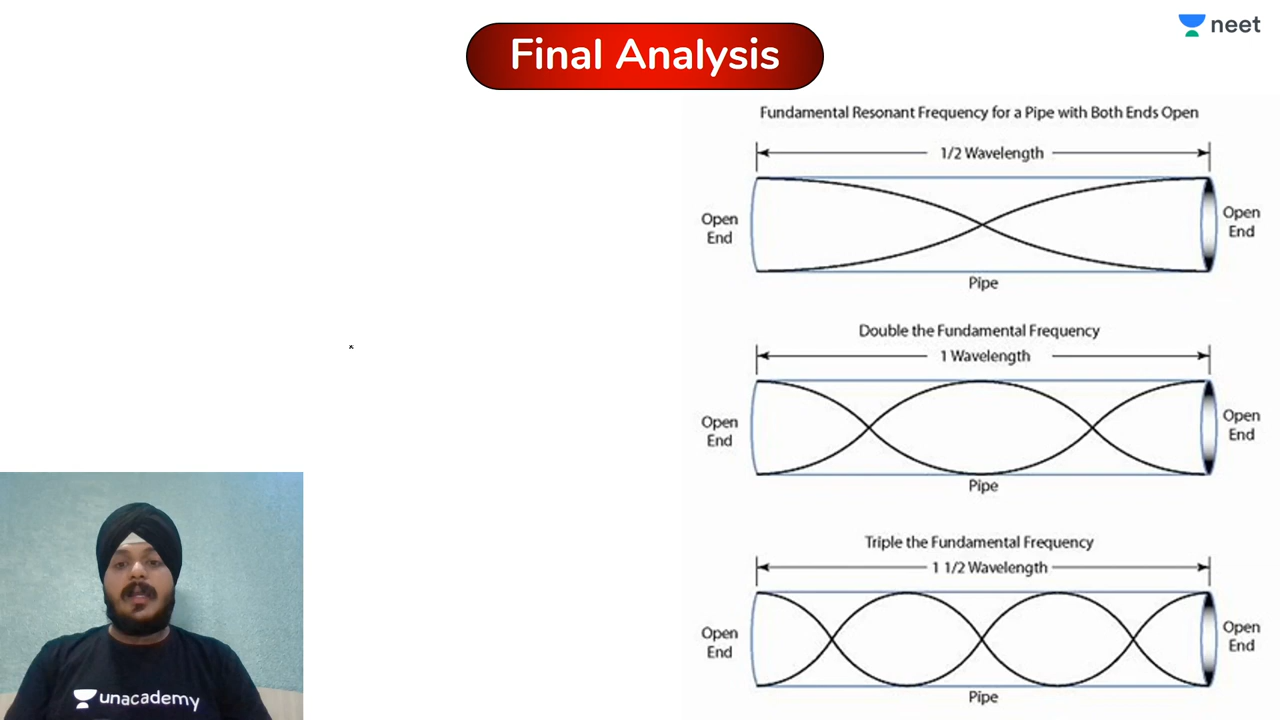 Final Analysis
neet
Fundamental Resonant Frequency for a Pipe with Both Ends Open
1/2 Wavelength
Open
End
Open
End
Pipe
Double the Fundamental Frequency
1 Wavelength
Open
End
Open
End
Pipe
Triple the Fundamental Frequency
1 1/2 Wavelength
Open
End
Open
End
Pipe
unacademy